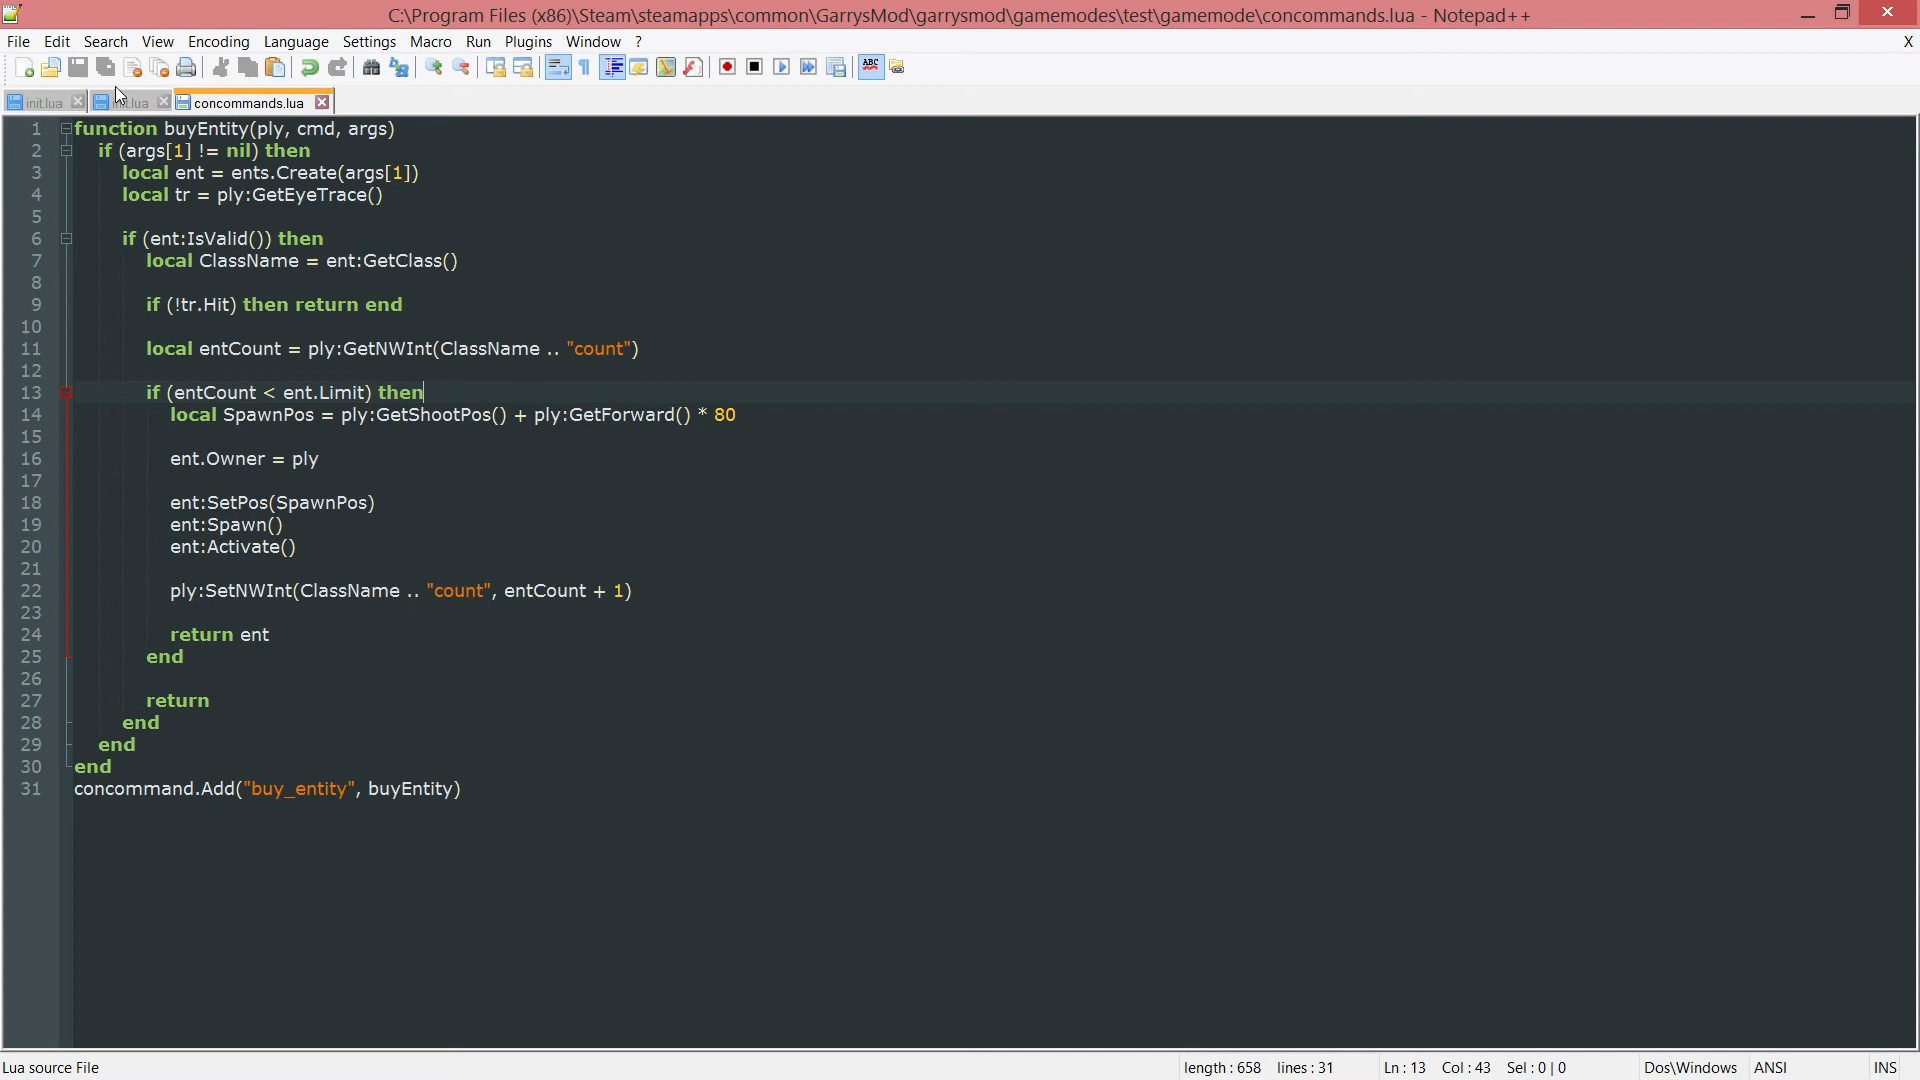 C:\Program Files (x86)\Steam\steamapps\common\GarrysMod\garrysmod\gamemodes\test\gamemode\concommands.lua - Notepad++
File Edit Search View Encoding Language Settings Macro Run Plugins Window ? X
ABC
init.lua init.lua concommands.lua
1 function buyEntity(ply, cmd, args)
2 if (args[1] != nil) then
3 local ent = ents.Create(args[1])
4 local tr = ply:GetEyeTrace()
5
6 if (ent:IsValid()) then
7 local ClassName = ent:GetClass()
8
9 if (!tr.Hit) then return end
10
11 local entCount = ply:GetNWInt(ClassName .. "count")
12
13 if (entCount < ent.Limit) then
14 local SpawnPos = ply:GetShootPos() + ply:GetForward() * 80
15
16 ent.Owner = ply
17
18 ent:SetPos(SpawnPos)
19 ent:Spawn()
20 ent:Activate()
21
22 ply:SetNWInt(ClassName .. "count", entCount + 1)
23
24 return ent
25 end
26
27 return
28 end
29 end
30 end
31 concommand.Add("buy_entity", buyEntity)
Lua source File length : 658 lines : 31 Ln : 13 Col : 43 Sel : 0 | 0 Dos\Windows ANSI INS